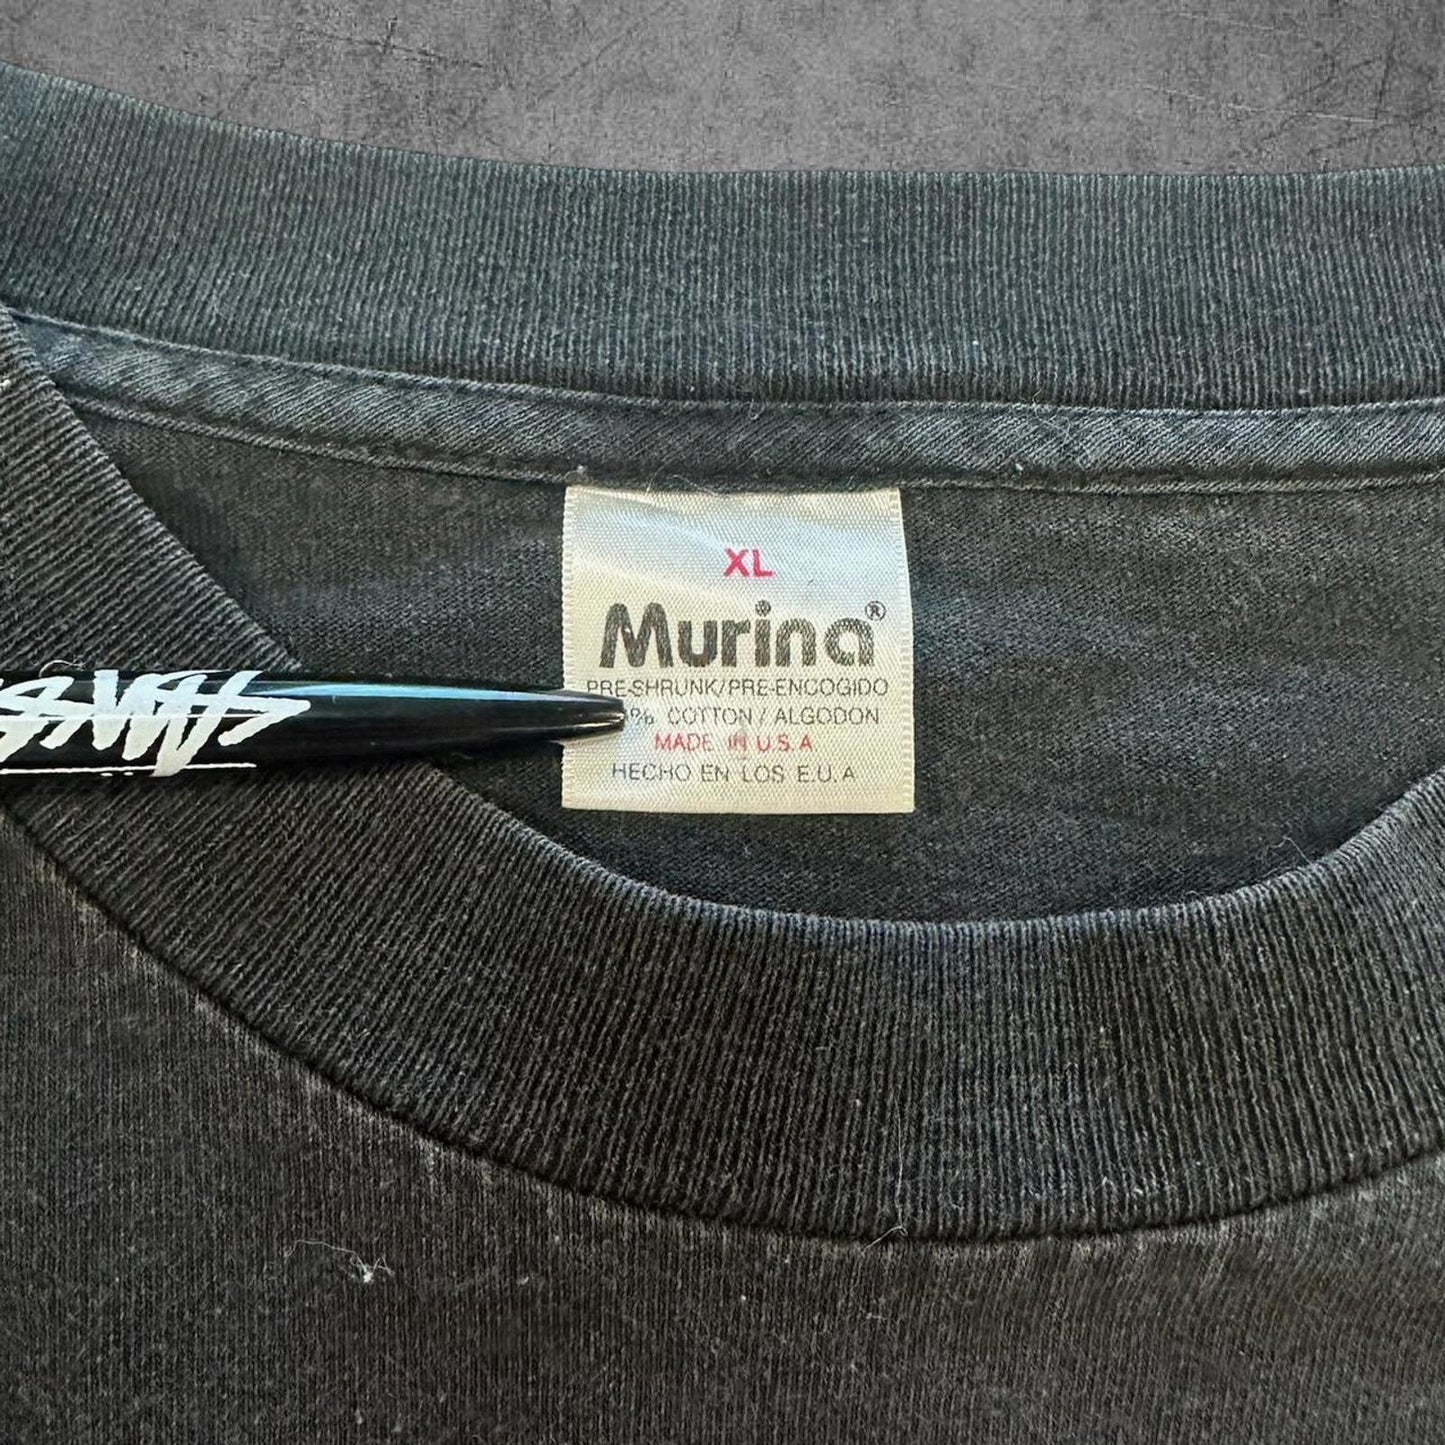 XL
Murina®
PRE-SHRUNK/PRE-ENCOGIDO
% COTTON / ALGODON
MADE IN U.S.A
HECHO EN LOS E.U.A